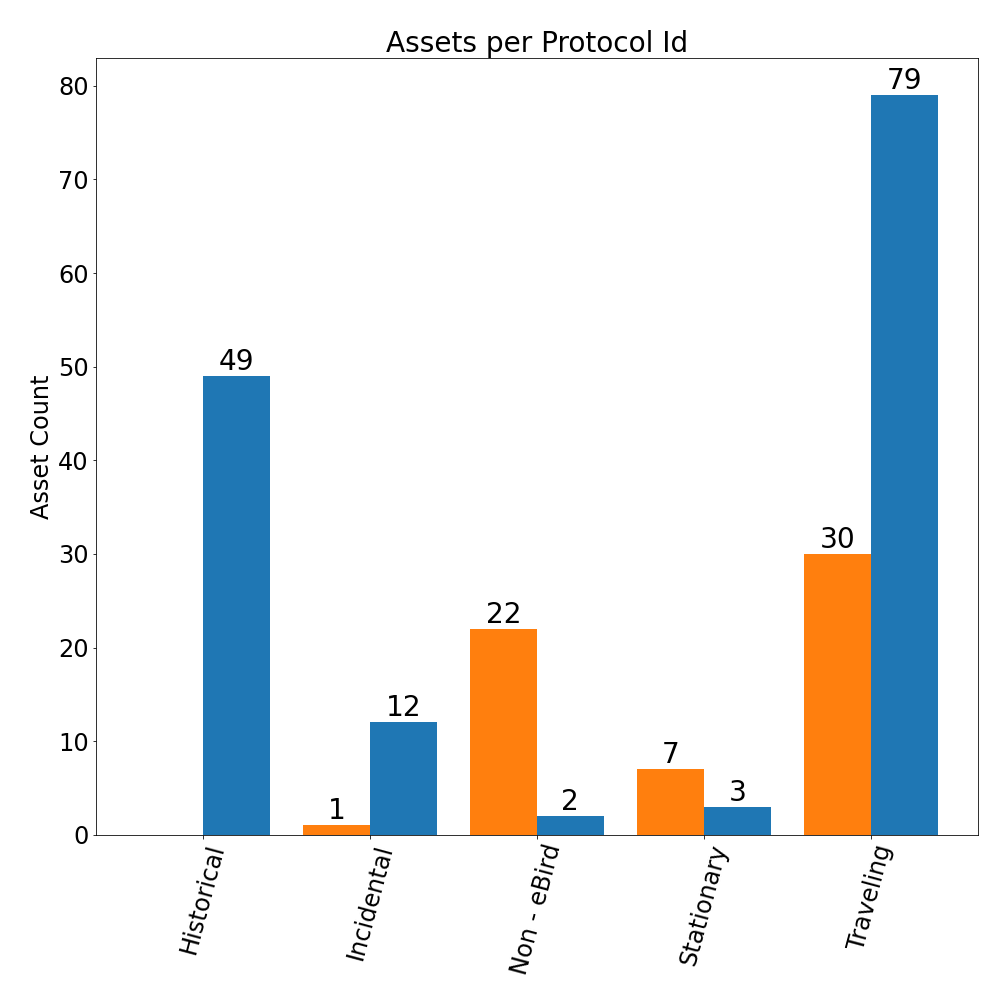 Assets per Protocol Id
Asset Count
80
70
60
50
40
30
20
10
0
49
1
12
22
2
7
3
30
79
Historical
Incidental
Non - eBird
Stationary
Traveling